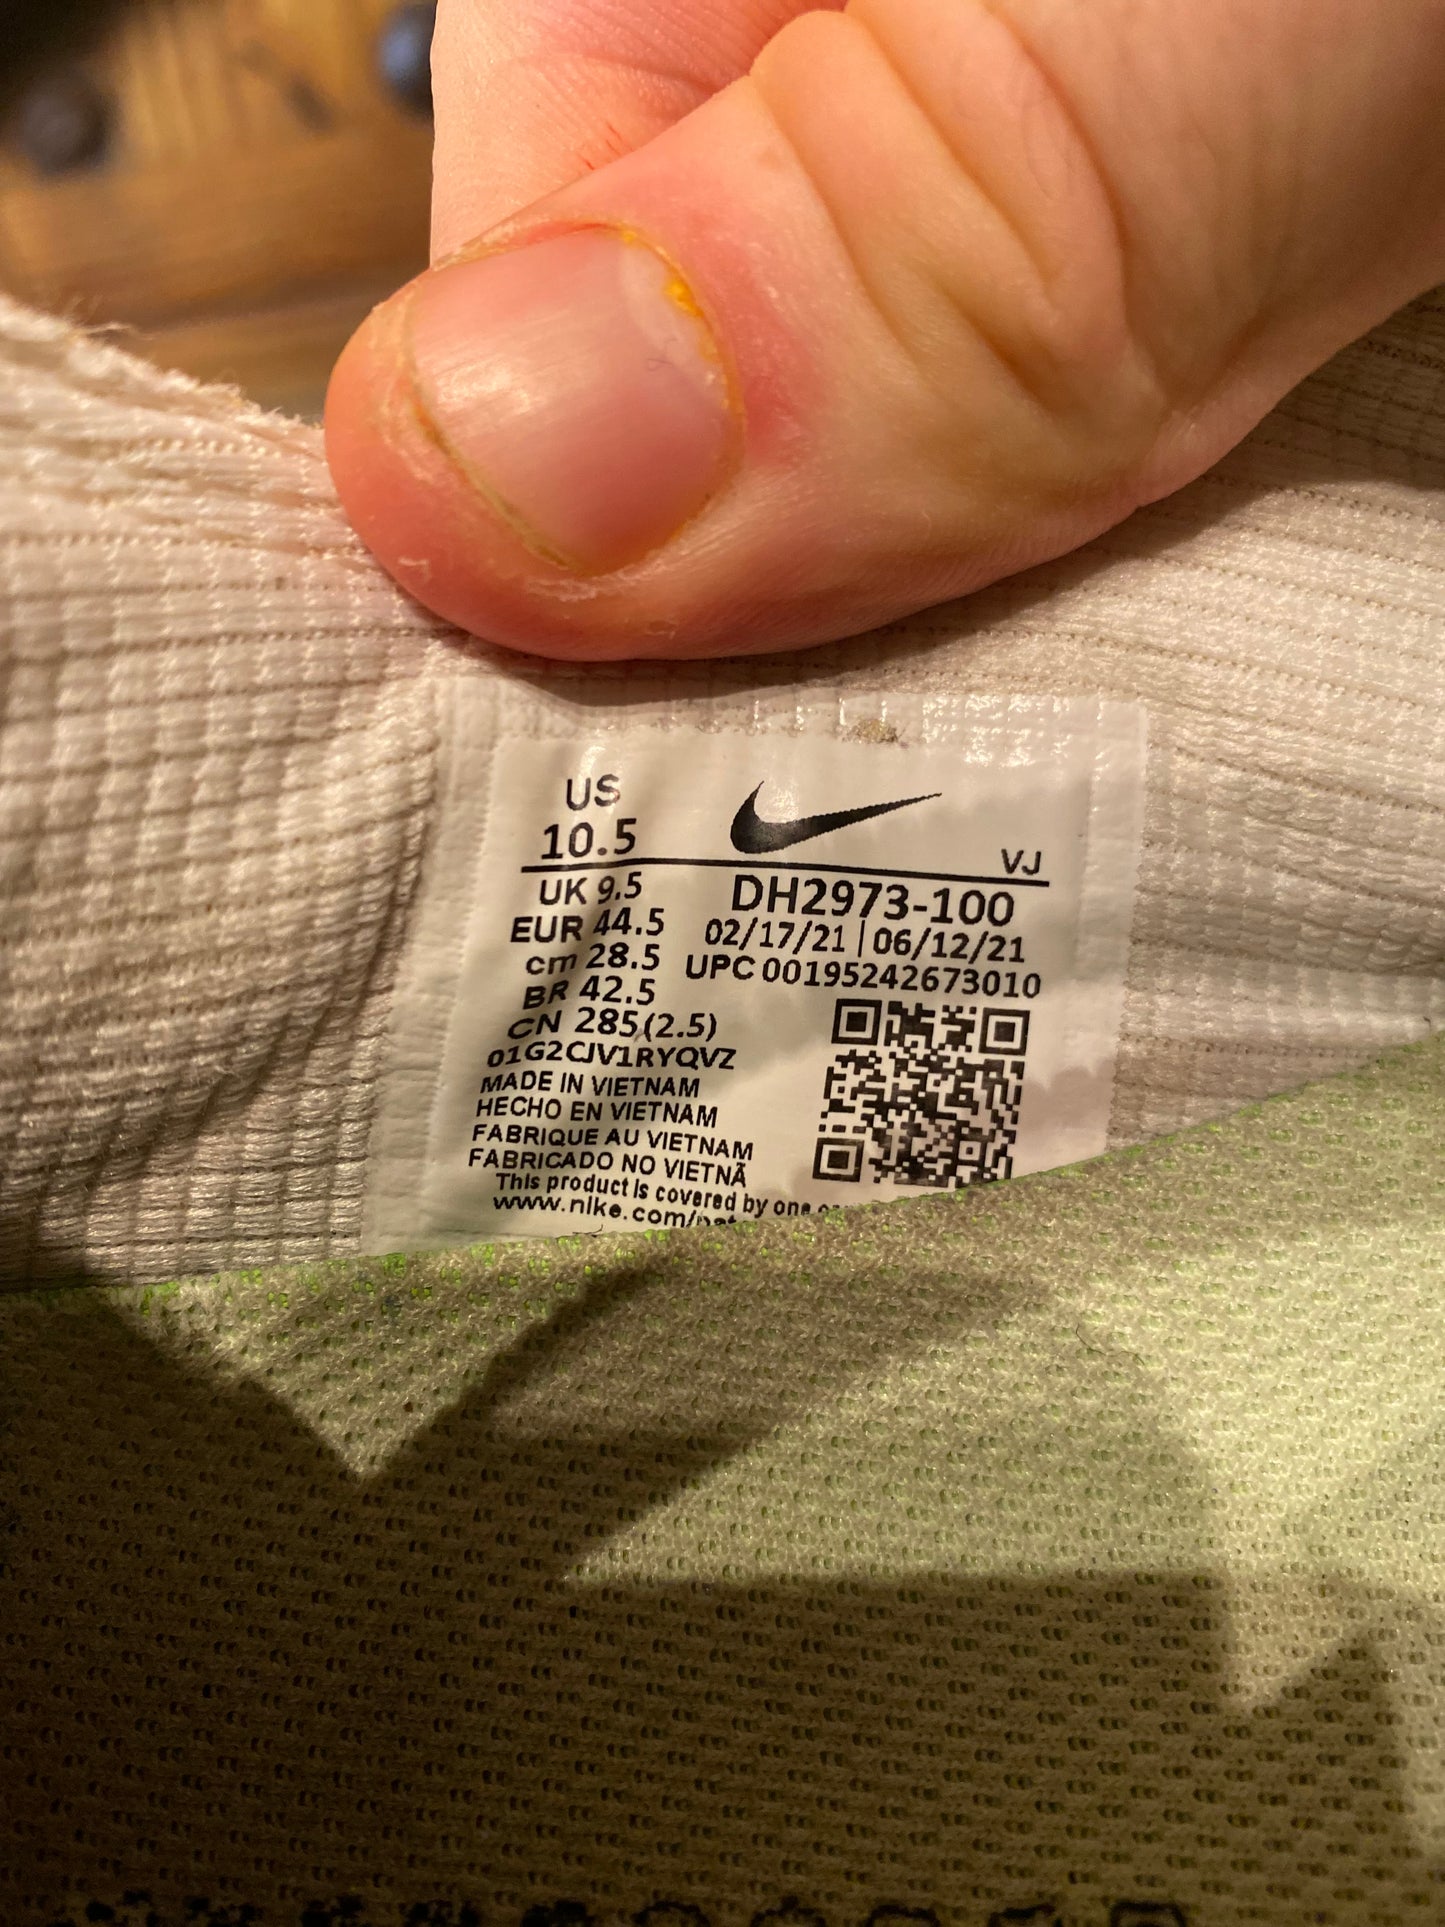 US
10.5
VJ
UK 9.5
EUR 44.5
cm 28.5
BR 42.5
CN 285(2.5)
DH2973-100
02/17/21 | 06/12/21
UPC 00195242673010
01G2CJV1RYQVZ
MADE IN VIETNAM
HECHO EN VIETNAM
FABRIQUE AU VIETNAM
FABRICADO NO VIETNÃ
This product is covered by one
www.nike.com/